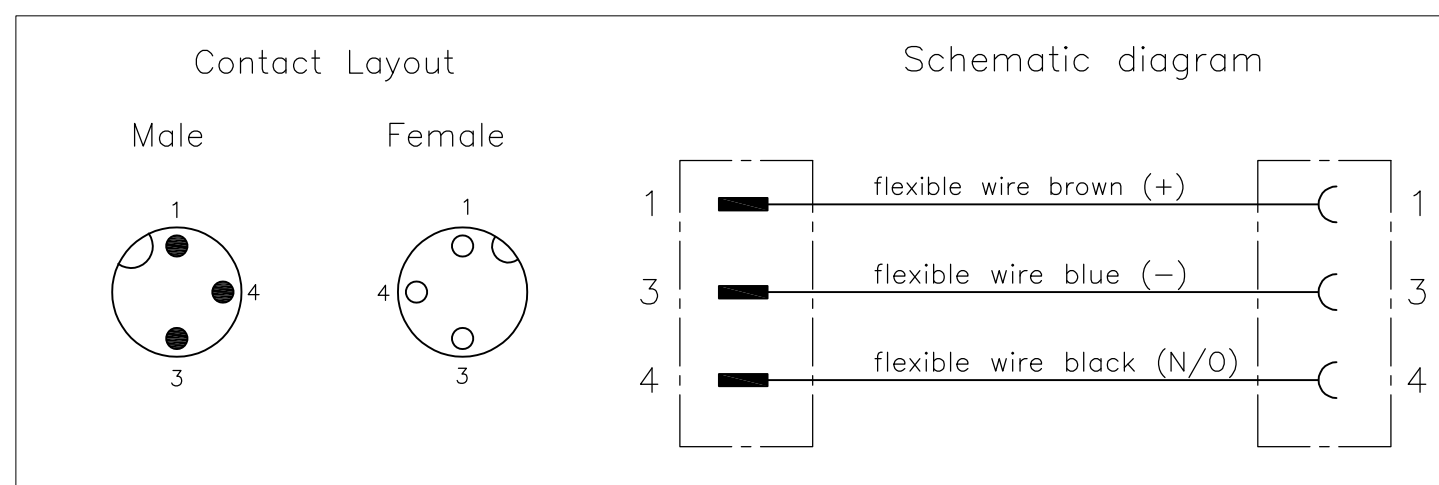 Contact Layout
Schematic diagram
Male
Female
1
4
3
1
4
3
1 flexible wire brown (+) 1
3 flexible wire blue (-) 3
4 flexible wire black (N/O) 4